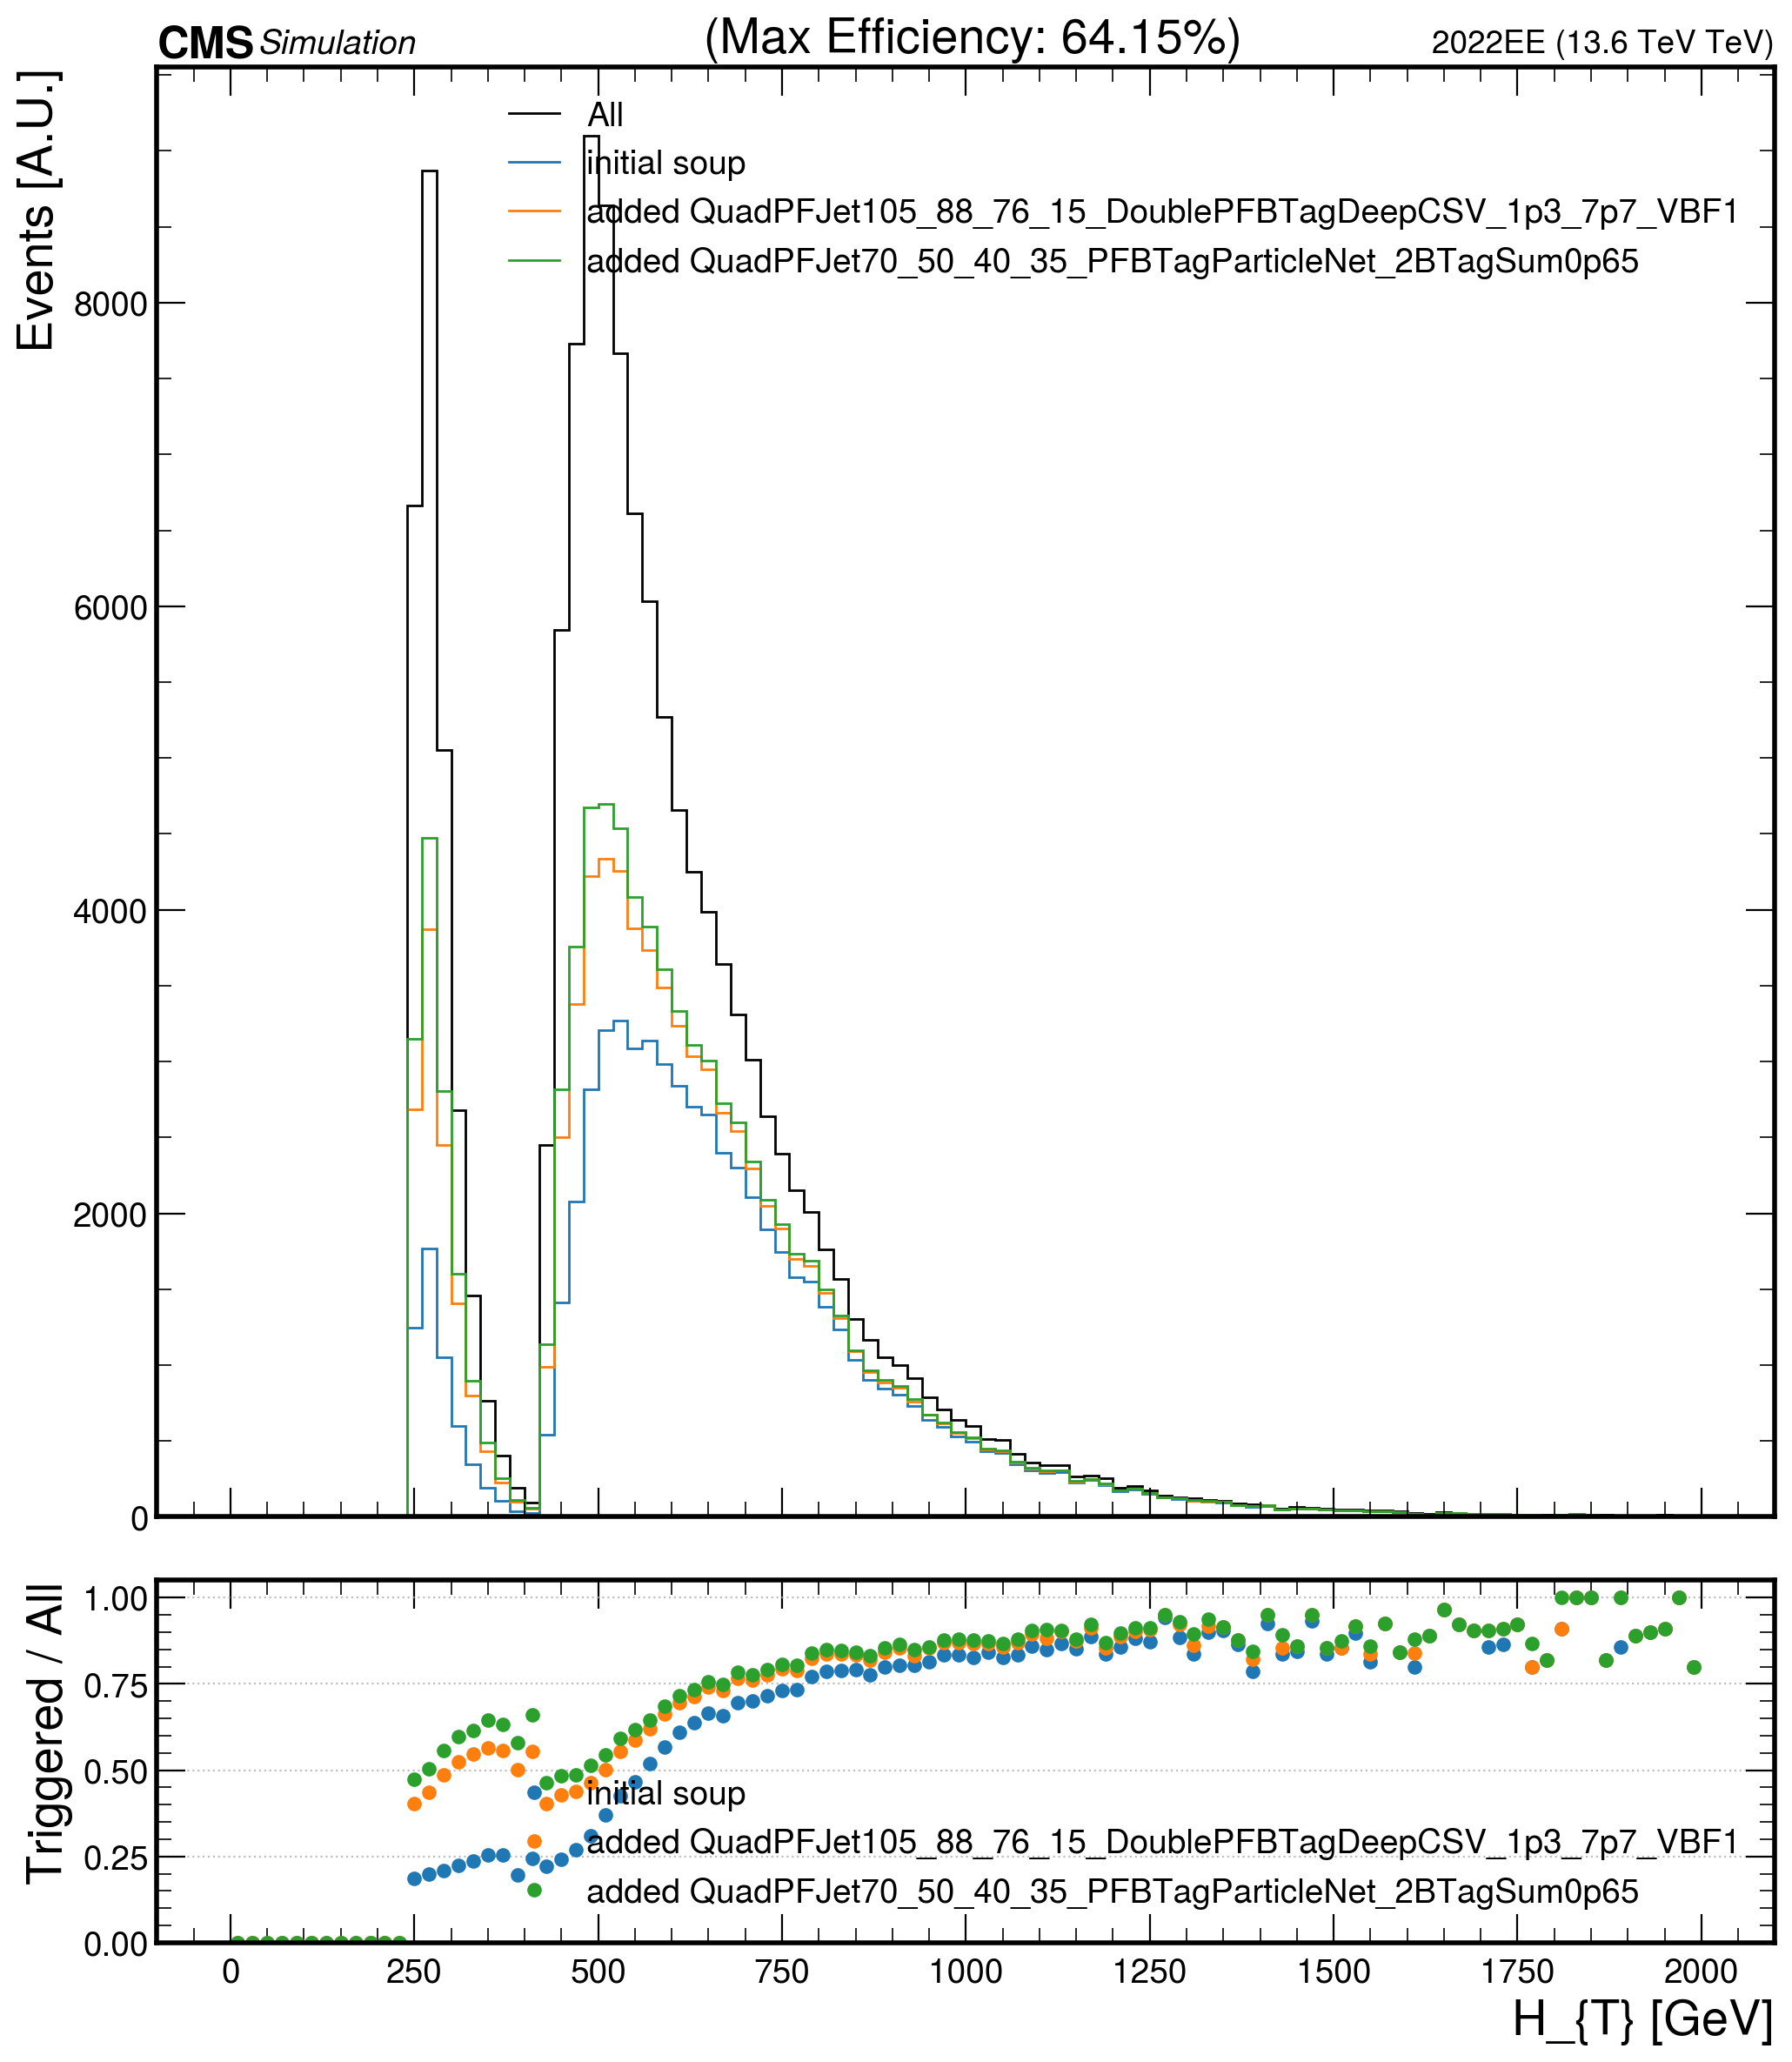 CMS Simulation (Max Efficiency: 64.15%) 2022EE (13.6 TeV TeV)
Events [A.U.]
All
initial soup
added QuadPFJet105_88_76_15_DoublePFBTagDeepCSV_1p3_7p7_VBF1
added QuadPFJet70_50_40_35_PFBTagParticleNet_2BTagSum0p65
8000
6000
4000
2000
0
Triggered / All
1.00
0.75
0.50
0.25
0.00
initial soup
added QuadPFJet105_88_76_15_DoublePFBTagDeepCSV_1p3_7p7_VBF1
added QuadPFJet70_50_40_35_PFBTagParticleNet_2BTagSum0p65
0 250 500 750 1000 1250 1500 1750 2000
H_{T} [GeV]